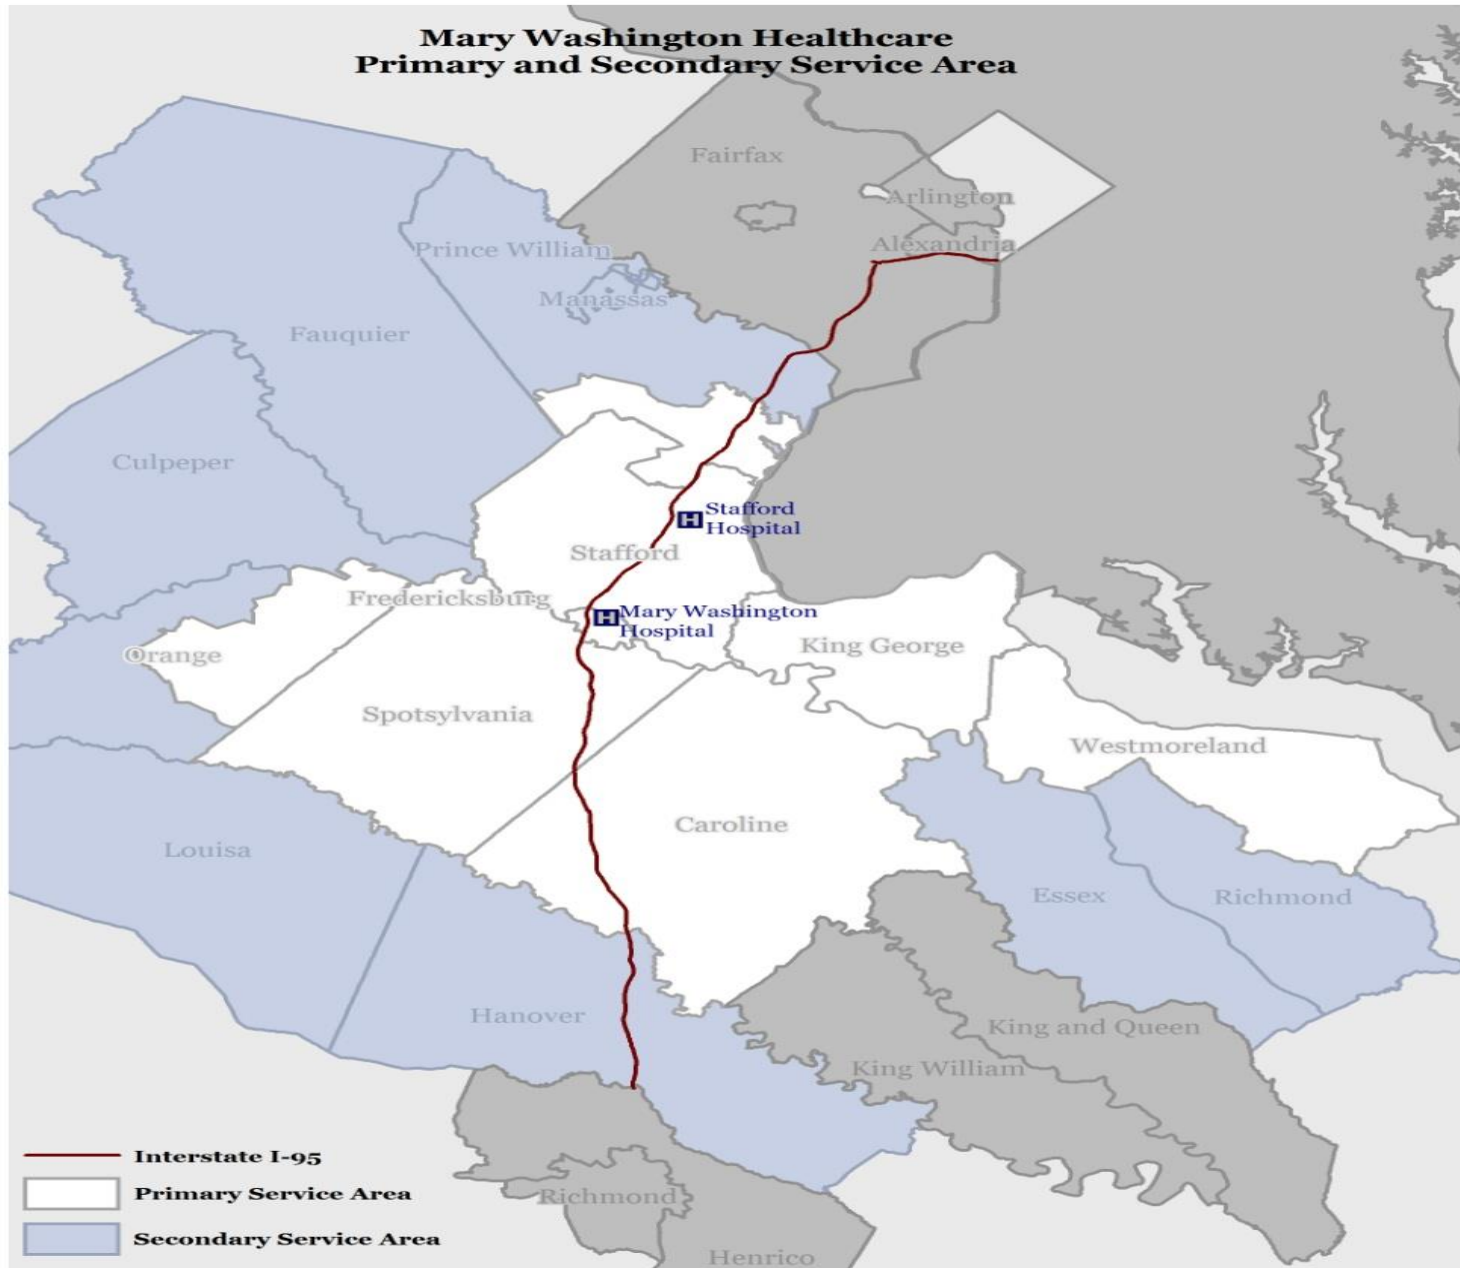 Mary Washington Healthcare
Primary and Secondary Service Area
Fairfax
Arlington
Alexandria
Prince William
Manassas
Fauquier
Culpeper
Stafford
Hospital
Stafford
Fredericksburg
Mary Washington
Hospital
Orange
King George
Spotsylvania
Westmoreland
Caroline
Louisa
Essex
Richmond
Hanover
King and Queen
King William
Interstate I-95
Primary Service Area
Richmond
Secondary Service Area
Henrico